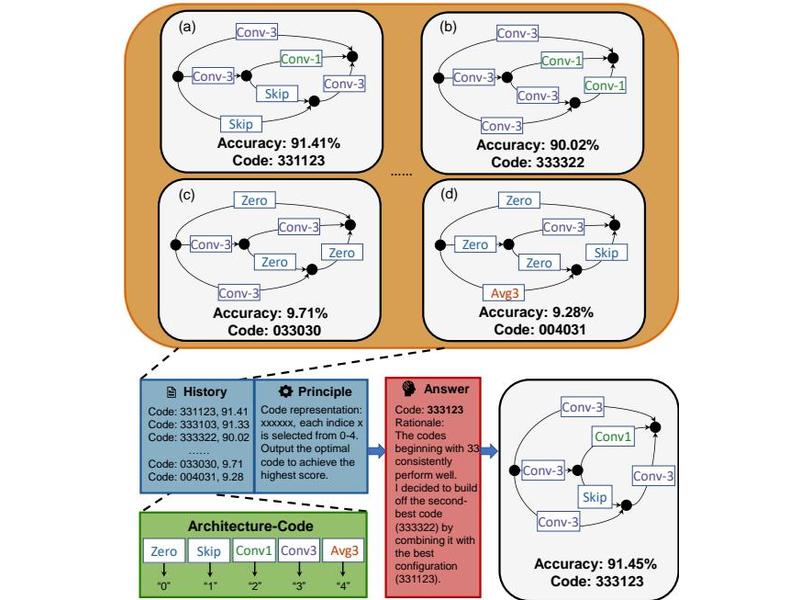 (a)
Conv-3
Conv-1
Conv-3
Conv-3
Skip
Skip
Accuracy: 91.41%
Code: 331123
(b)
Conv-3
Conv-1
Conv-3
Conv-3
Conv-1
Conv-3
Accuracy: 90.02%
Code: 333322
......
(c)
Zero
Conv-3
Conv-3
Zero
Zero
Conv-3
Accuracy: 9.71%
Code: 033030
(d)
Zero
Conv-3
Zero
Skip
Zero
Avg3
Accuracy: 9.28%
Code: 004031
History
Code: 331123, 91.41
Code: 333103, 91.33
Code: 333322, 90.02
......
Code: 033030, 9.71
Code: 004031, 9.28
Principle
Code representation:
xxxxxx, each indice x
is selected from 0-4.
Output the optimal
code to achieve the
highest score.
Answer
Code: 333123
Rationale:
The codes
beginning with 33
consistently
perform well.
I decided to build
off the second-
best code
(333322) by
combining it with
the best
configuration
(331123).
Conv-3
Conv1
Conv-3
Conv-3
Skip
Conv-3
Accuracy: 91.45%
Code: 333123
Architecture-Code
Zero Skip Conv1 Conv3 Avg3
“0” “1” “2” “3” “4”